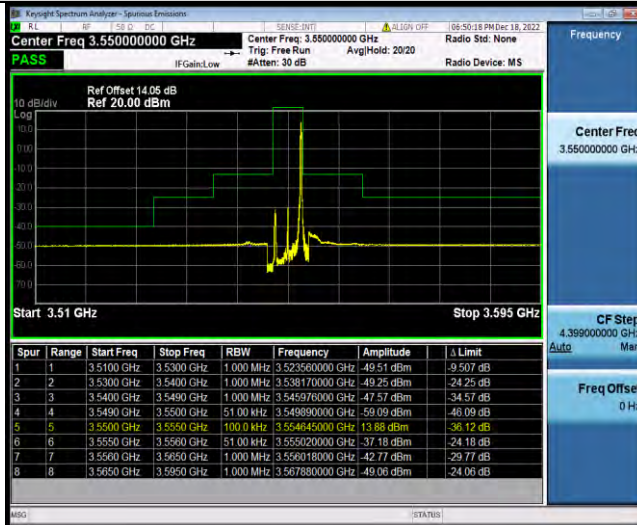 Keysight Spectrum Analyzer - Spurious Emissions
RL RF 50 Ω DC SENSE:INT ALIGN OFF 06:50:18 PM Dec 18, 2022
Center Freq 3.550000000 GHz
Center Freq: 3.550000000 GHz
Radio Std: None
Trig: Free Run Avg|Hold: 20/20
PASS
IFGain:Low
#Atten: 30 dB
Radio Device: MS
Frequency
Ref Offset 14.05 dB
10 dB/div Ref 20.00 dBm
Log
10.0
0.00
-10.0
-20.0
-30.0
-40.0
-50.0
-60.0
-70.0
Start 3.51 GHz Stop 3.595 GHz
Center Freq
3.550000000 GHz
CF Step
4.399000000 GHz
Auto Man
Freq Offset
0 Hz
Spur Range Start Freq Stop Freq RBW Frequency Amplitude Δ Limit
1 1 3.5100 GHz 3.5300 GHz 1.000 MHz 3.523560000 GHz -49.51 dBm -9.507 dB
2 2 3.5300 GHz 3.5400 GHz 1.000 MHz 3.538170000 GHz -49.25 dBm -24.25 dB
3 3 3.5400 GHz 3.5490 GHz 1.000 MHz 3.545976000 GHz -47.57 dBm -34.57 dB
4 4 3.5490 GHz 3.5500 GHz 51.00 kHz 3.549890000 GHz -59.09 dBm -46.09 dB
5 5 3.5500 GHz 3.5550 GHz 100.0 kHz 3.554645000 GHz 13.68 dBm -36.12 dB
6 6 3.5550 GHz 3.5560 GHz 51.00 kHz 3.555020000 GHz -37.18 dBm -24.18 dB
7 7 3.5560 GHz 3.5650 GHz 1.000 MHz 3.556018000 GHz -42.77 dBm -29.77 dB
8 8 3.5650 GHz 3.5950 GHz 1.000 MHz 3.567880000 GHz -49.06 dBm -24.06 dB
MSG STATUS